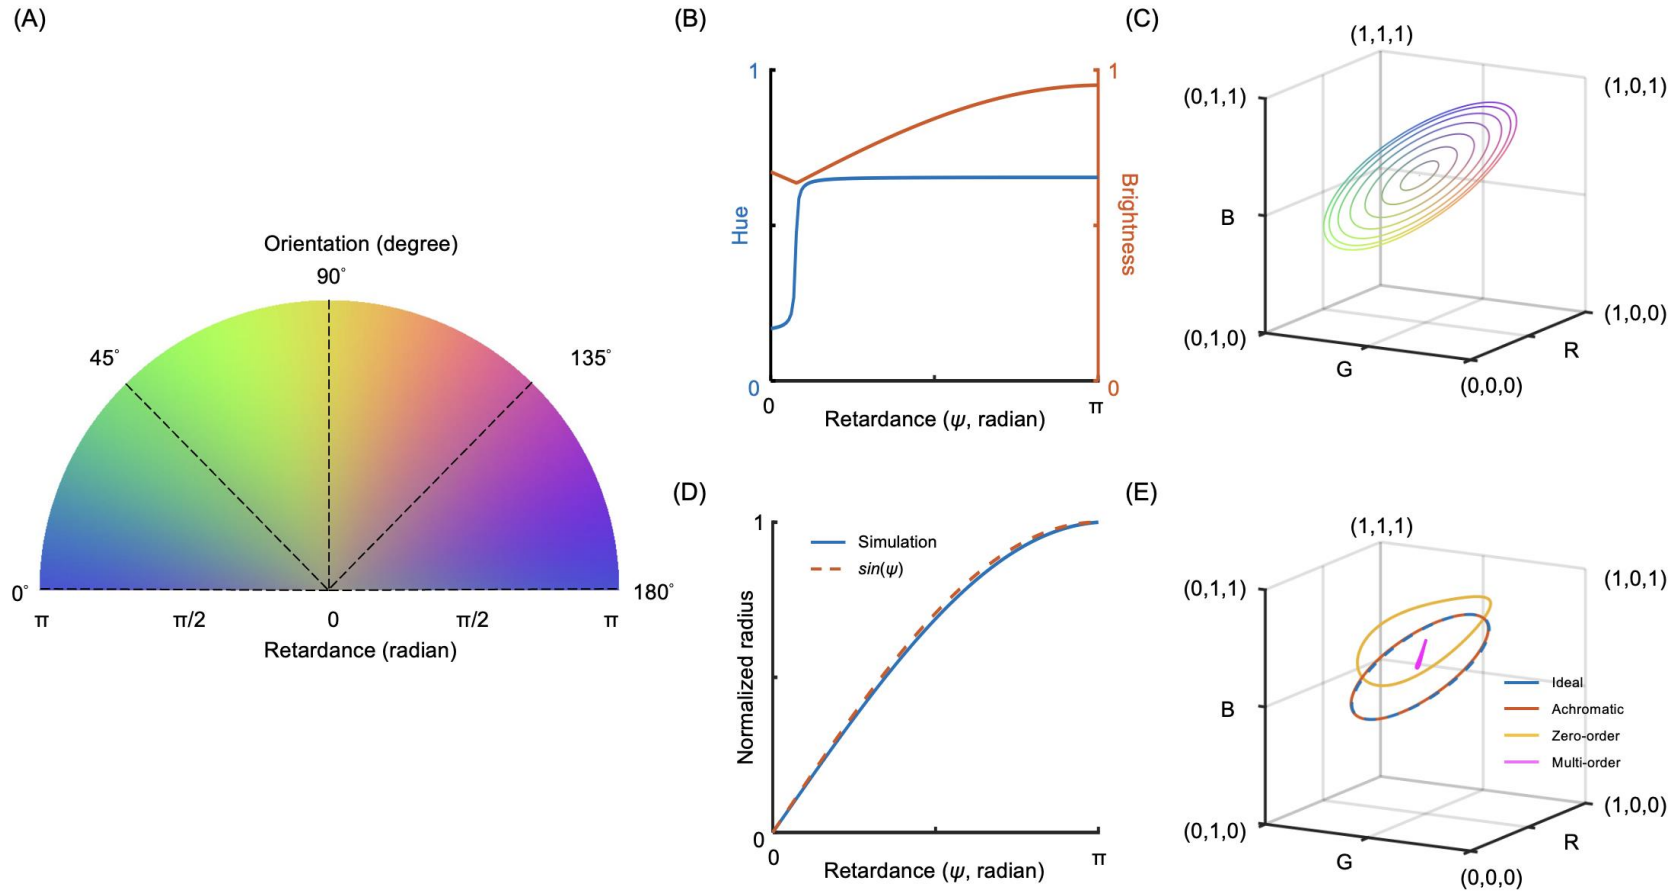 (A)
Orientation (degree)
90°
45°
135°
0°
180°
π
π/2
0
π/2
π
Retardance (radian)
(B)
1
1
Hue
Brightness
0
0
0
π
Retardance (ψ, radian)
(C)
(1,1,1)
(0,1,1)
(1,0,1)
B
(0,1,0)
(1,0,0)
G
R
(0,0,0)
(D)
1
Simulation
sin(ψ)
Normalized radius
0
0
π
Retardance (ψ, radian)
(E)
(1,1,1)
(0,1,1)
(1,0,1)
B
Ideal
Achromatic
Zero-order
Multi-order
(0,1,0)
(1,0,0)
G
R
(0,0,0)